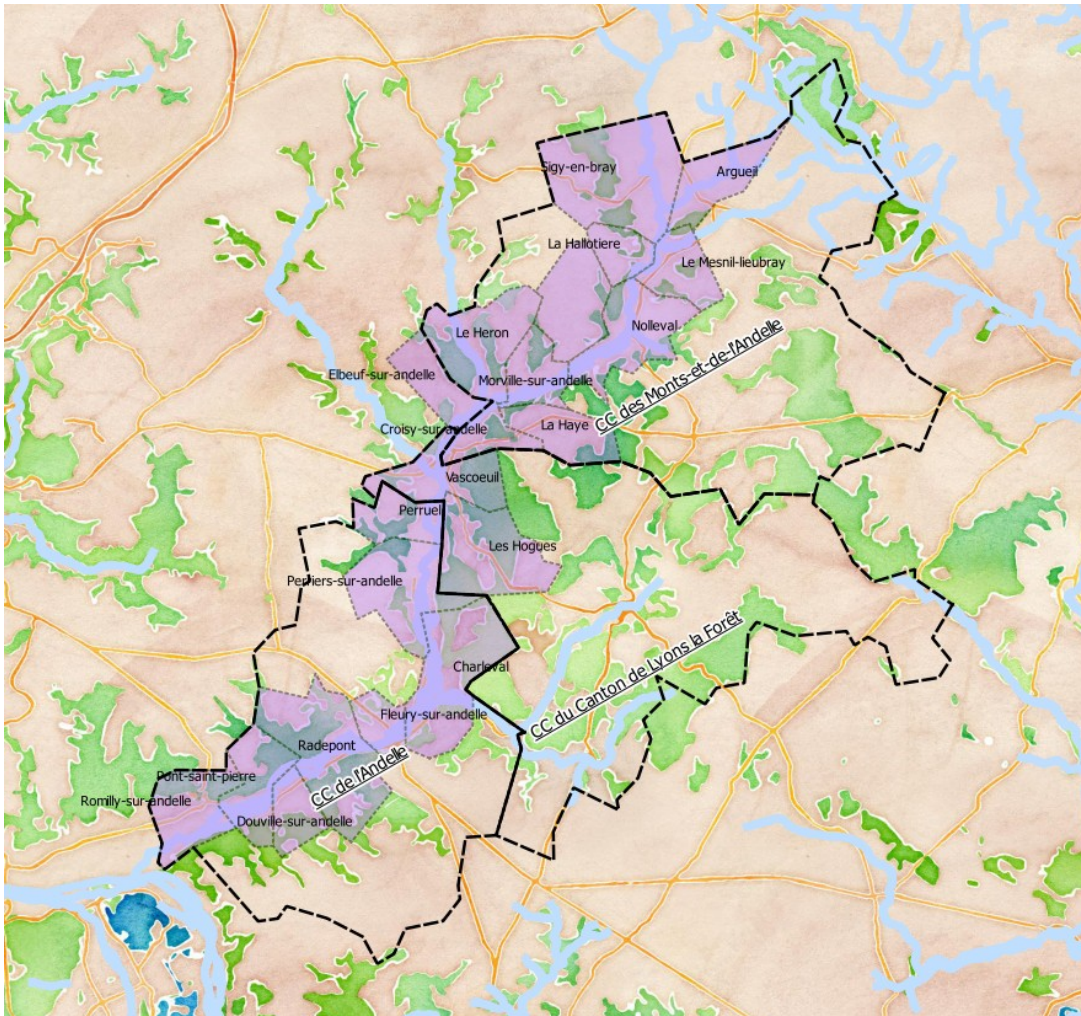 Sigy-en-bray
Argueil
La Hallotiere
Le Mesnil-lieubray
Nolleval
Le Heron
Elbeuf-sur-andelle
Morville-sur-andelle
CC des Monts-et-de-l'Andelle
La Haye
Croisy-sur-andelle
Vascoeuil
Perruel
Les Hogues
Perriers-sur-andelle
Charleval
CC du Canton de Lyons la Forêt
Fleury-sur-andelle
Radepont
CC de l'Andelle
Pont-saint-pierre
Romilly-sur-andelle
Douville-sur-andelle